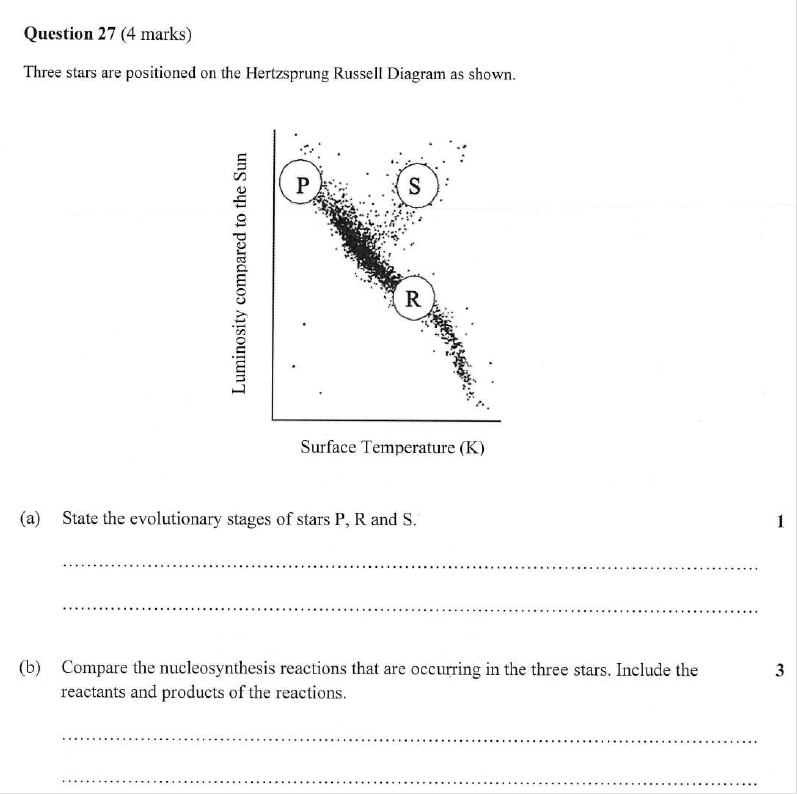 Question 27 (4 marks)
Three stars are positioned on the Hertzsprung Russell Diagram as shown.
Luminosity compared to the Sun
P
S
R
Surface Temperature (K)
(a) State the evolutionary stages of stars P, R and S. 1
(b) Compare the nucleosynthesis reactions that are occurring in the three stars. Include the 3
reactants and products of the reactions.